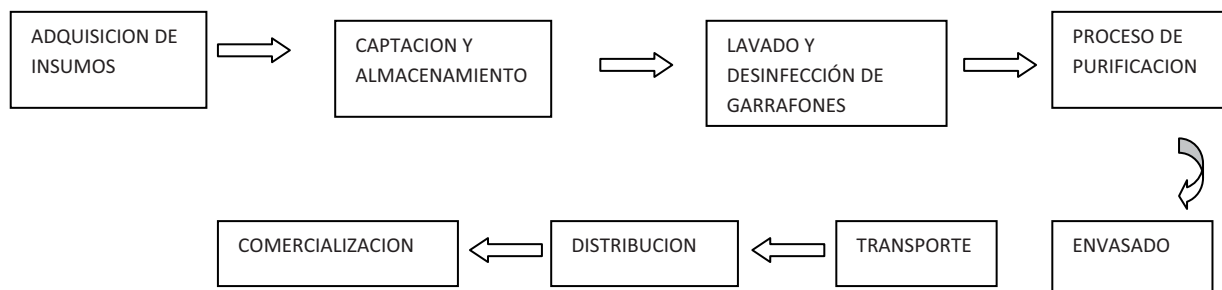 ADQUISICION DE
INSUMOS
CAPTACION Y
ALMACENAMIENTO
LAVADO Y
DESINFECCIÓN DE
GARRAFONES
PROCESO DE
PURIFICACION
ENVASADO
TRANSPORTE
DISTRIBUCION
COMERCIALIZACION